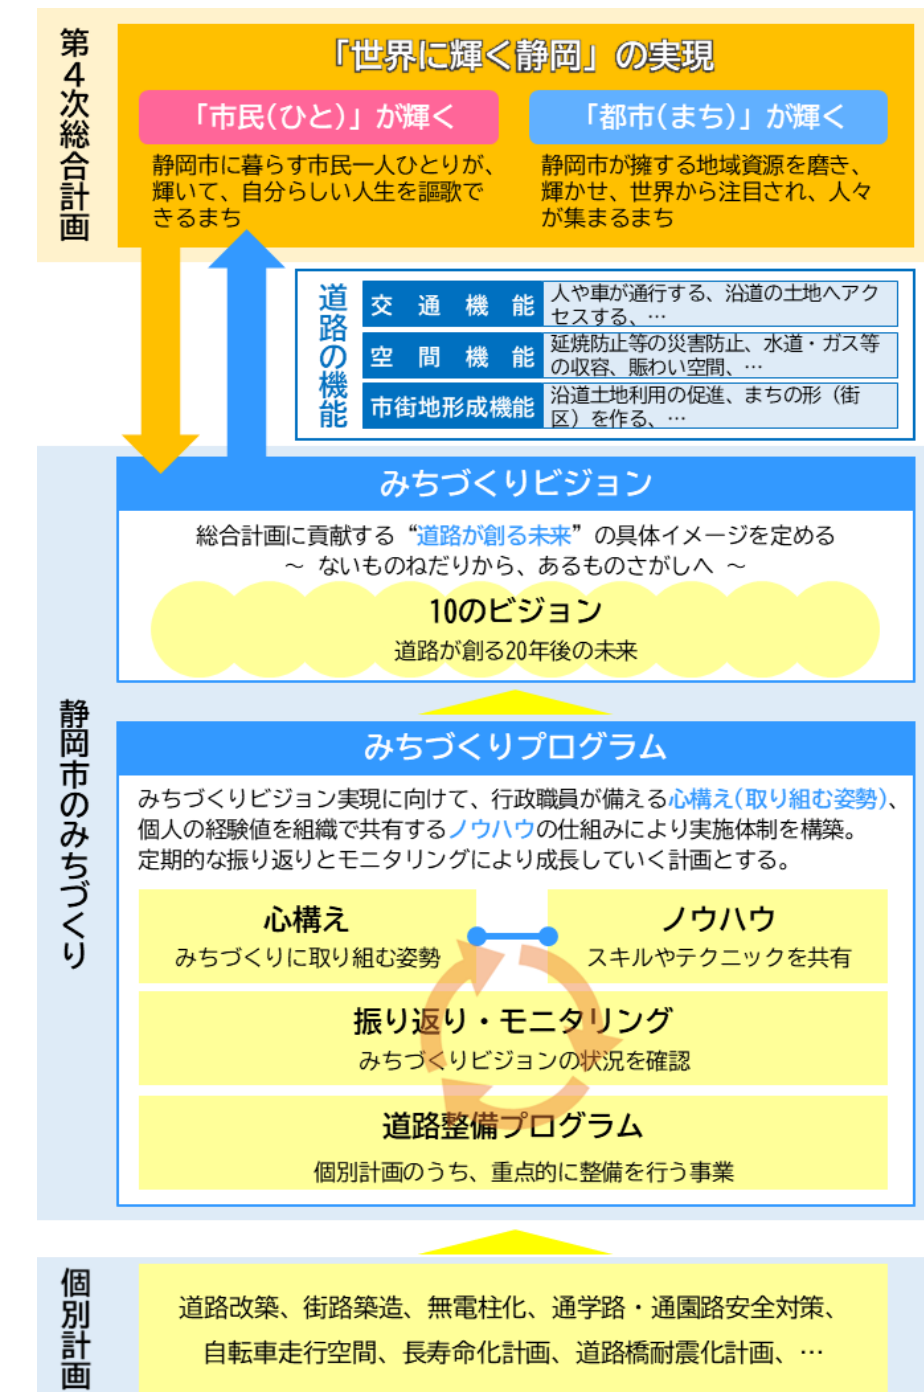 第4次総合計画
「世界に輝く静岡」の実現
「市民(ひと)」が輝く
静岡市に暮らす市民一人ひとりが、
輝いて、自分らしい人生を謳歌で
きるまち
「都市(まち)」が輝く
静岡市が擁する地域資源を磨き、
輝かせ、世界から注目され、人々
が集まるまち
道路の機能
交通機能
人や車が通行する、沿道の土地へアク
セスする、…
空間機能
延焼防止等の災害防止、水道・ガス等
の収容、賑わい空間、…
市街地形成機能
沿道土地利用の促進、まちの形（街
区）を作る、…
静岡市のみちづくり
みちづくりビジョン
総合計画に貢献する“道路が創る未来”の具体イメージを定める
～ ないものねだりから、あるものさがしへ ～
10のビジョン
道路が創る20年後の未来
みちづくりプログラム
みちづくりビジョン実現に向けて、行政職員が備える心構え(取り組む姿勢)、
個人の経験値を組織で共有するノウハウの仕組みにより実施体制を構築。
定期的な振り返りとモニタリングにより成長していく計画とする。
心構え
みちづくりに取り組む姿勢
ノウハウ
スキルやテクニックを共有
振り返り・モニタリング
みちづくりビジョンの状況を確認
道路整備プログラム
個別計画のうち、重点的に整備を行う事業
個別計画
道路改築、街路築造、無電柱化、通学路・通園路安全対策、
自転車走行空間、長寿命化計画、道路橋耐震化計画、…